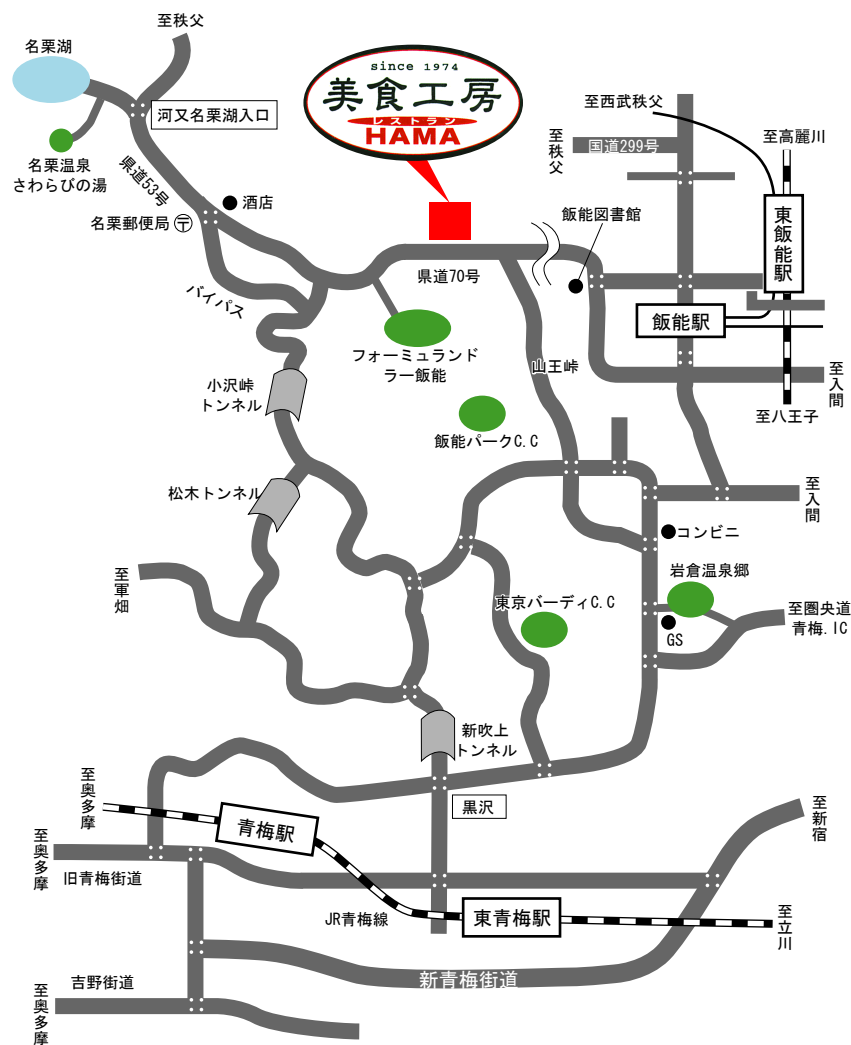 至秩父
名栗湖
since 1974
美食工房
レストラン
HAMA
河又名栗湖入口
至西武秩父
至秩父
国道299号
至高麗川
名栗温泉
さわらびの湯
県道53号
酒店
名栗郵便局〒
飯能図書館
東飯能駅
県道70号
バイパス
飯能駅
フォーミュランド
ラー飯能
山王峠
至入間
小沢峠
トンネル
至八王子
飯能パークC.C
松木トンネル
至入間
コンビニ
至軍畑
岩倉温泉郷
東京バーディC.C
至圏央道
青梅.IC
GS
新吹上
トンネル
至奥多摩
黒沢
至新宿
青梅駅
至奥多摩
旧青梅街道
JR青梅線
東青梅駅
至立川
新青梅街道
吉野街道
至奥多摩